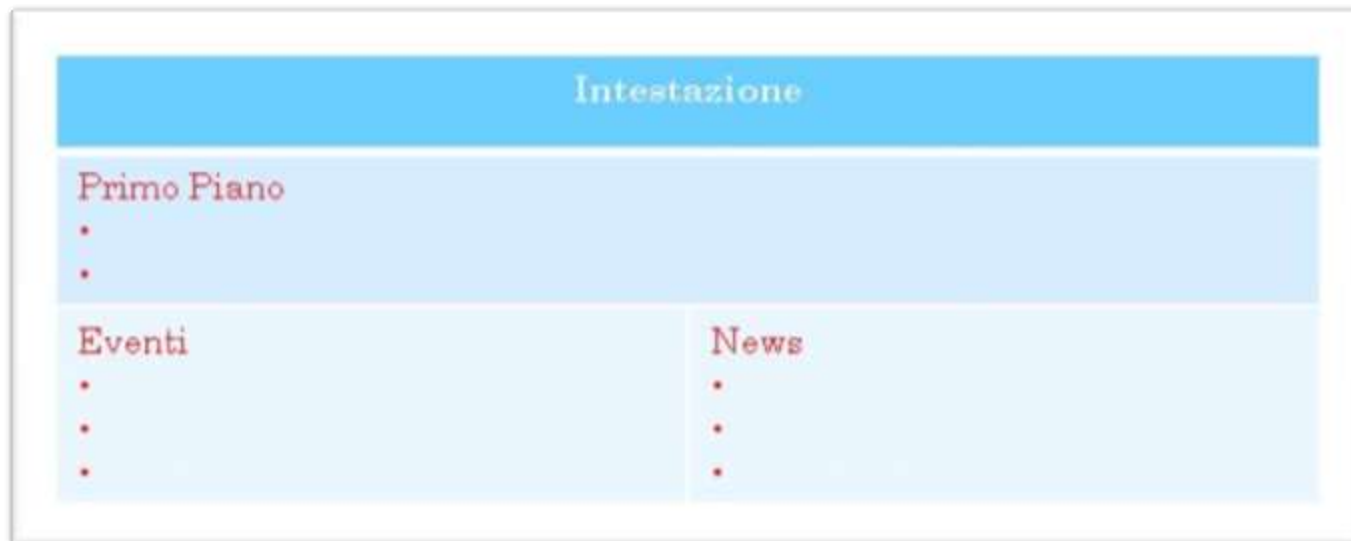 Intestazione
Primo Piano
•
•
Eventi
•
•
•
News
•
•
•